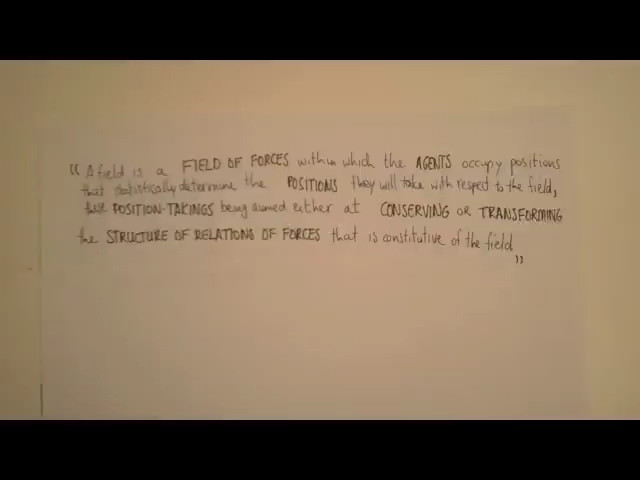 “ A field is a FIELD OF FORCES within which the AGENTS occupy positions
that statistically determine the POSITIONS they will take with respect to the field,
these POSITION-TAKINGS being aimed either at CONSERVING or TRANSFORMING
the STRUCTURE OF RELATIONS OF FORCES that is constitutive of the field
”